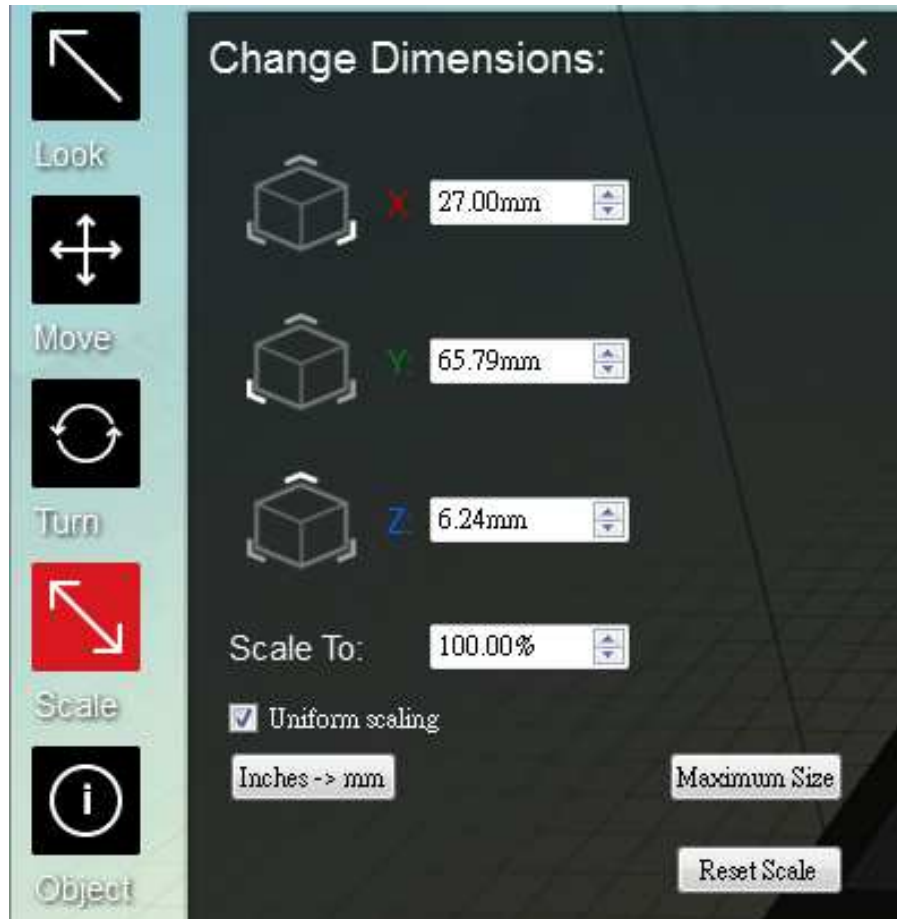 Change Dimensions:
Look
X: 27.00mm
Move
Y: 65.79mm
Turn
Z: 6.24mm
Scale To: 100.00%
Scale
Uniform scaling
Inches -> mm
Maximum Size
Reset Scale
Object